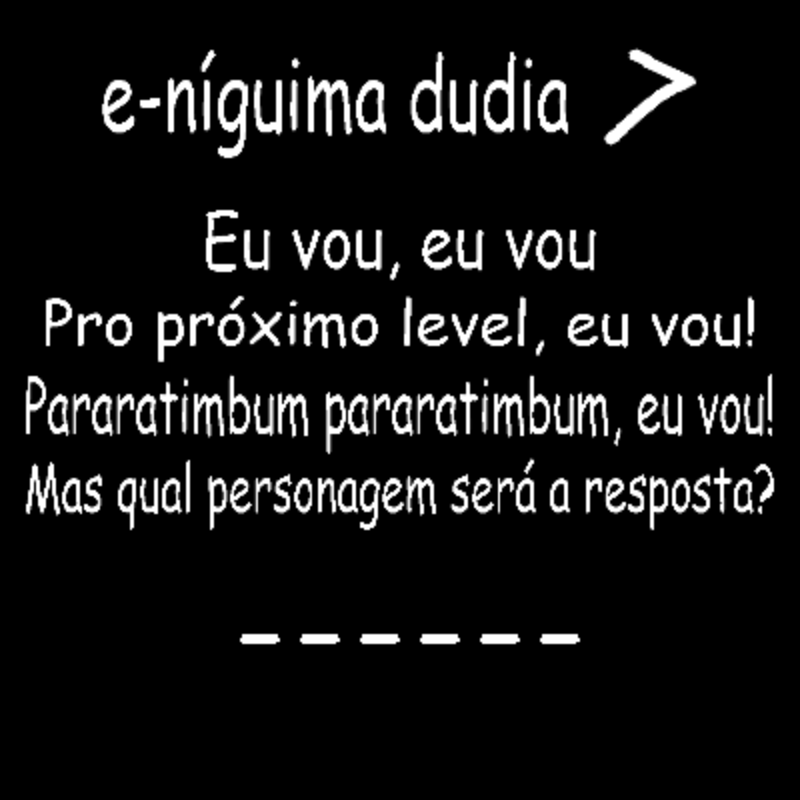 e-níguima dudia >
Eu vou, eu vou
Pro próximo level, eu vou!
Pararatimbum pararatimbum, eu vou!
Mas qual personagem será a resposta?
_ _ _ _ _ _